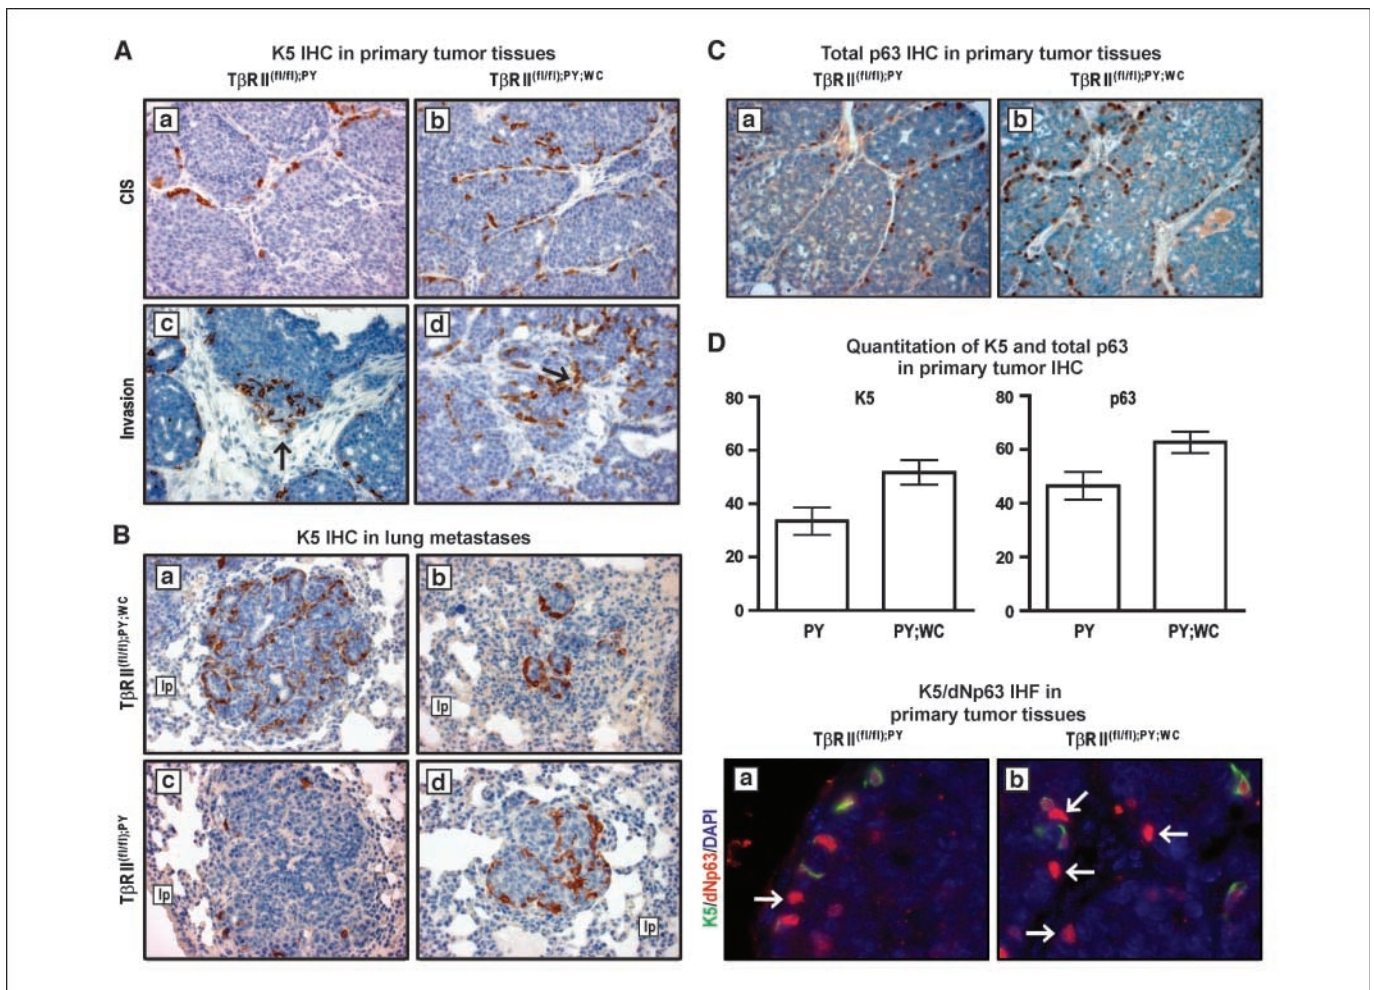 A
K5 IHC in primary tumor tissues
TβRII(fl/fl);PY
TβRII(fl/fl);PY;WC
CIS
a
b
Invasion
c
d
B
K5 IHC in lung metastases
TβRII(fl/fl);PY;WC
a
lp
b
lp
TβRII(fl/fl);PY
c
lp
d
lp
C
Total p63 IHC in primary tumor tissues
TβRII(fl/fl);PY
TβRII(fl/fl);PY;WC
a
b
D
Quantitation of K5 and total p63
in primary tumor IHC
K5
80
60
40
20
0
PY
PY;WC
p63
80
60
40
20
0
PY
PY;WC
K5/dNp63 IHF in
primary tumor tissues
TβRII(fl/fl);PY
TβRII(fl/fl);PY;WC
K5/dNp63/DAPI
a
b